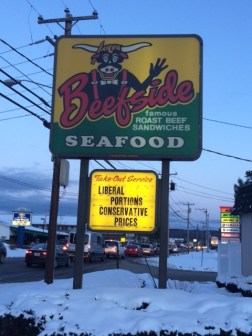 Beefside
famous
ROAST BEEF
SANDWICHES
SEAFOOD
Take-Out Service
LIBERAL
PORTIONS
CONSERVATIVE
PRICES